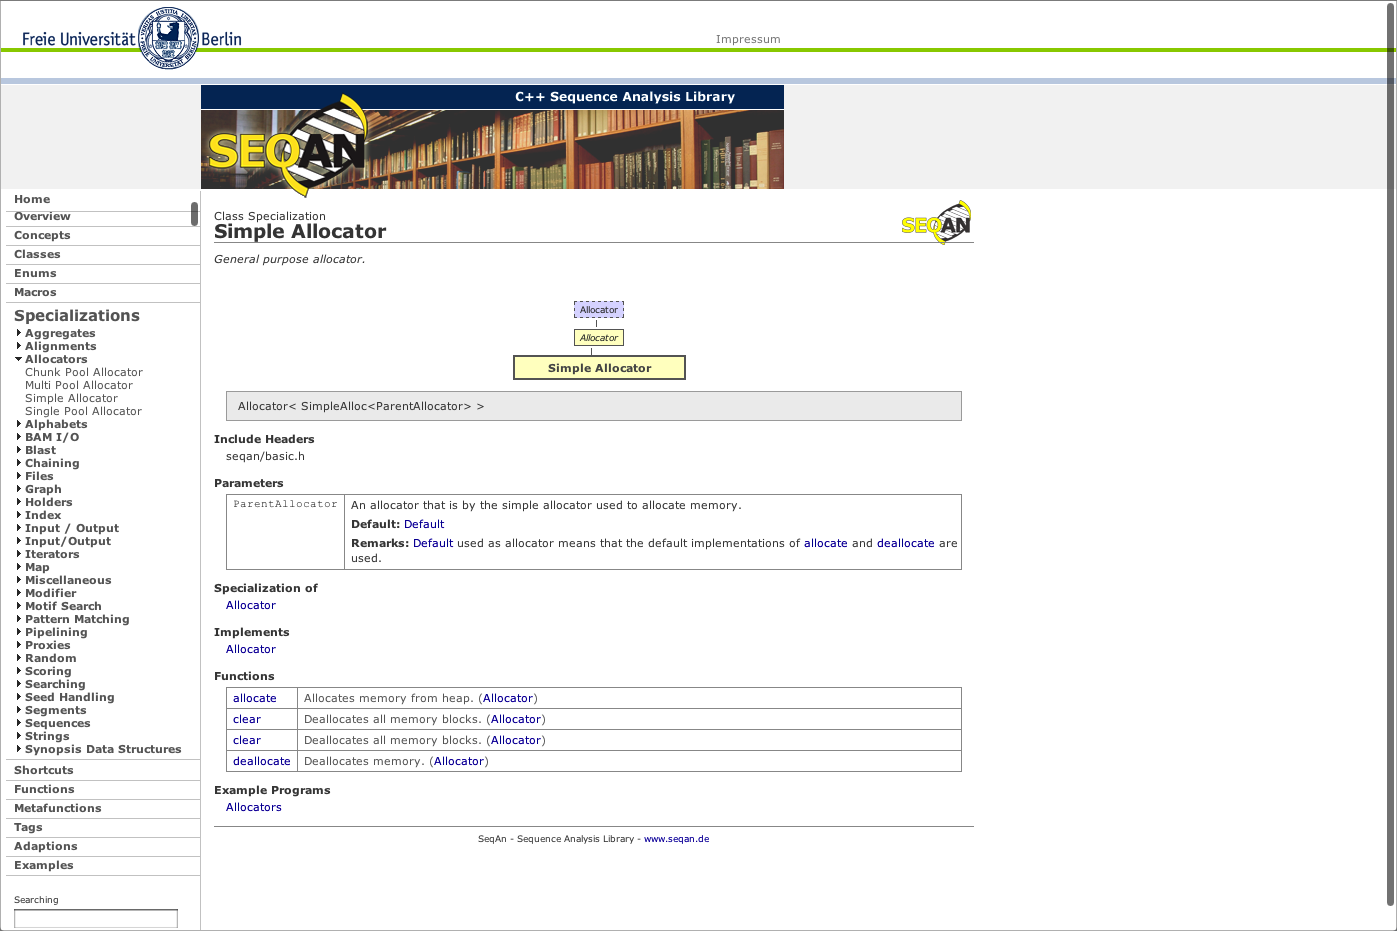 Freie Universität Berlin
Impressum
C++ Sequence Analysis Library
SEQAN
Home
Overview
Concepts
Classes
Enums
Macros
Specializations
Aggregates
Alignments
Allocators
Chunk Pool Allocator
Multi Pool Allocator
Simple Allocator
Single Pool Allocator
Alphabets
BAM I/O
Blast
Chaining
Files
Graph
Holders
Index
Input / Output
Input/Output
Iterators
Map
Miscellaneous
Modifier
Motif Search
Pattern Matching
Pipelining
Proxies
Random
Scoring
Searching
Seed Handling
Segments
Sequences
Strings
Synopsis Data Structures
Shortcuts
Functions
Metafunctions
Tags
Adaptions
Examples
Searching
Class Specialization
Simple Allocator
SEQAN
General purpose allocator.
Allocator
Allocator
Simple Allocator
Allocator< SimpleAlloc<ParentAllocator> >
Include Headers
seqan/basic.h
Parameters
ParentAllocator An allocator that is by the simple allocator used to allocate memory.
Default: Default
Remarks: Default used as allocator means that the default implementations of allocate and deallocate are
used.
Specialization of
Allocator
Implements
Allocator
Functions
allocate Allocates memory from heap. (Allocator)
clear Deallocates all memory blocks. (Allocator)
clear Deallocates all memory blocks. (Allocator)
deallocate Deallocates memory. (Allocator)
Example Programs
Allocators
SeqAn - Sequence Analysis Library - www.seqan.de